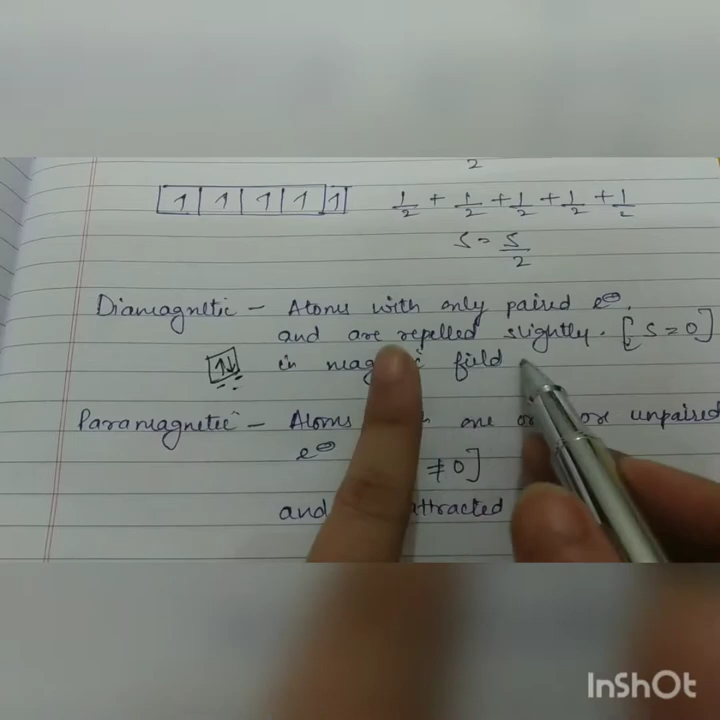 2
1 1 1 1 1 1/2 + 1/2 + 1/2 + 1/2 + 1/2
S = 5/2
Diamagnetic - Atoms with only paired e⊖.
and are repelled slightly. [S = 0]
↑↓ in field
Paramagnetic - Atoms one unpaired
e⊖ ≠ 0]
and attracted
InShOt